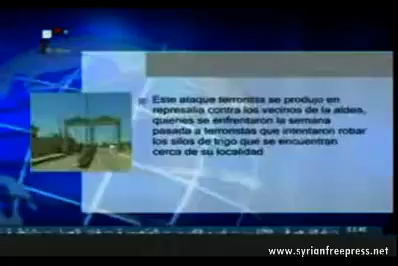 Este ataque terrorista se produjo en
represalia contra los vecinos de la aldea,
quienes se enfrentaron la semana
pasada a terroristas que intentaron robar
los silos de trigo que se encuentran
cerca de su localidad
www.syrianfreepress.net